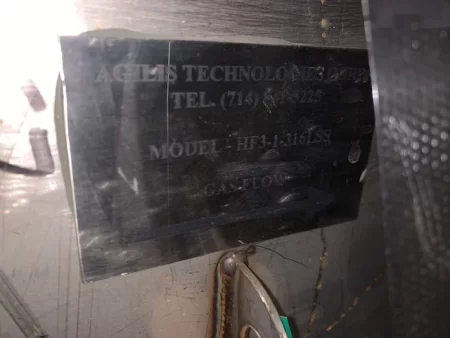 AGILIS TECHNOLOGIES
TEL. (714)
MODEL - HF3-1-316LSS
GAS FLOW